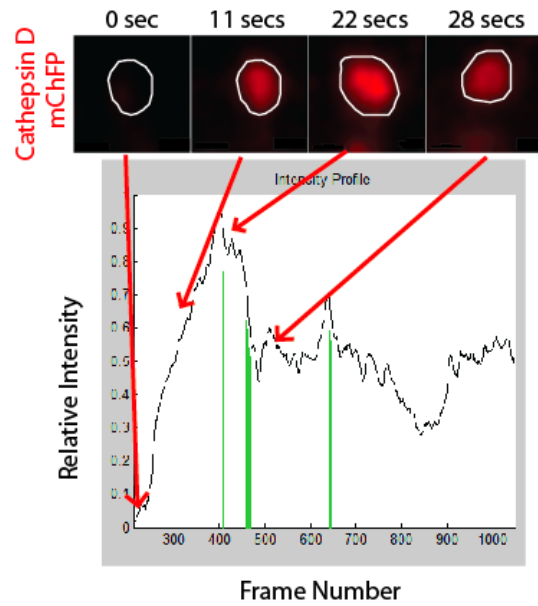 0 sec 11 secs 22 secs 28 secs
Cathepsin D
mChFP
Intensity Profile
Relative Intensity
0.9
0.8
0.7
0.6
0.5
0.4
0.3
0.2
0.1
0
300 400 500 600 700 800 900 1000
Frame Number